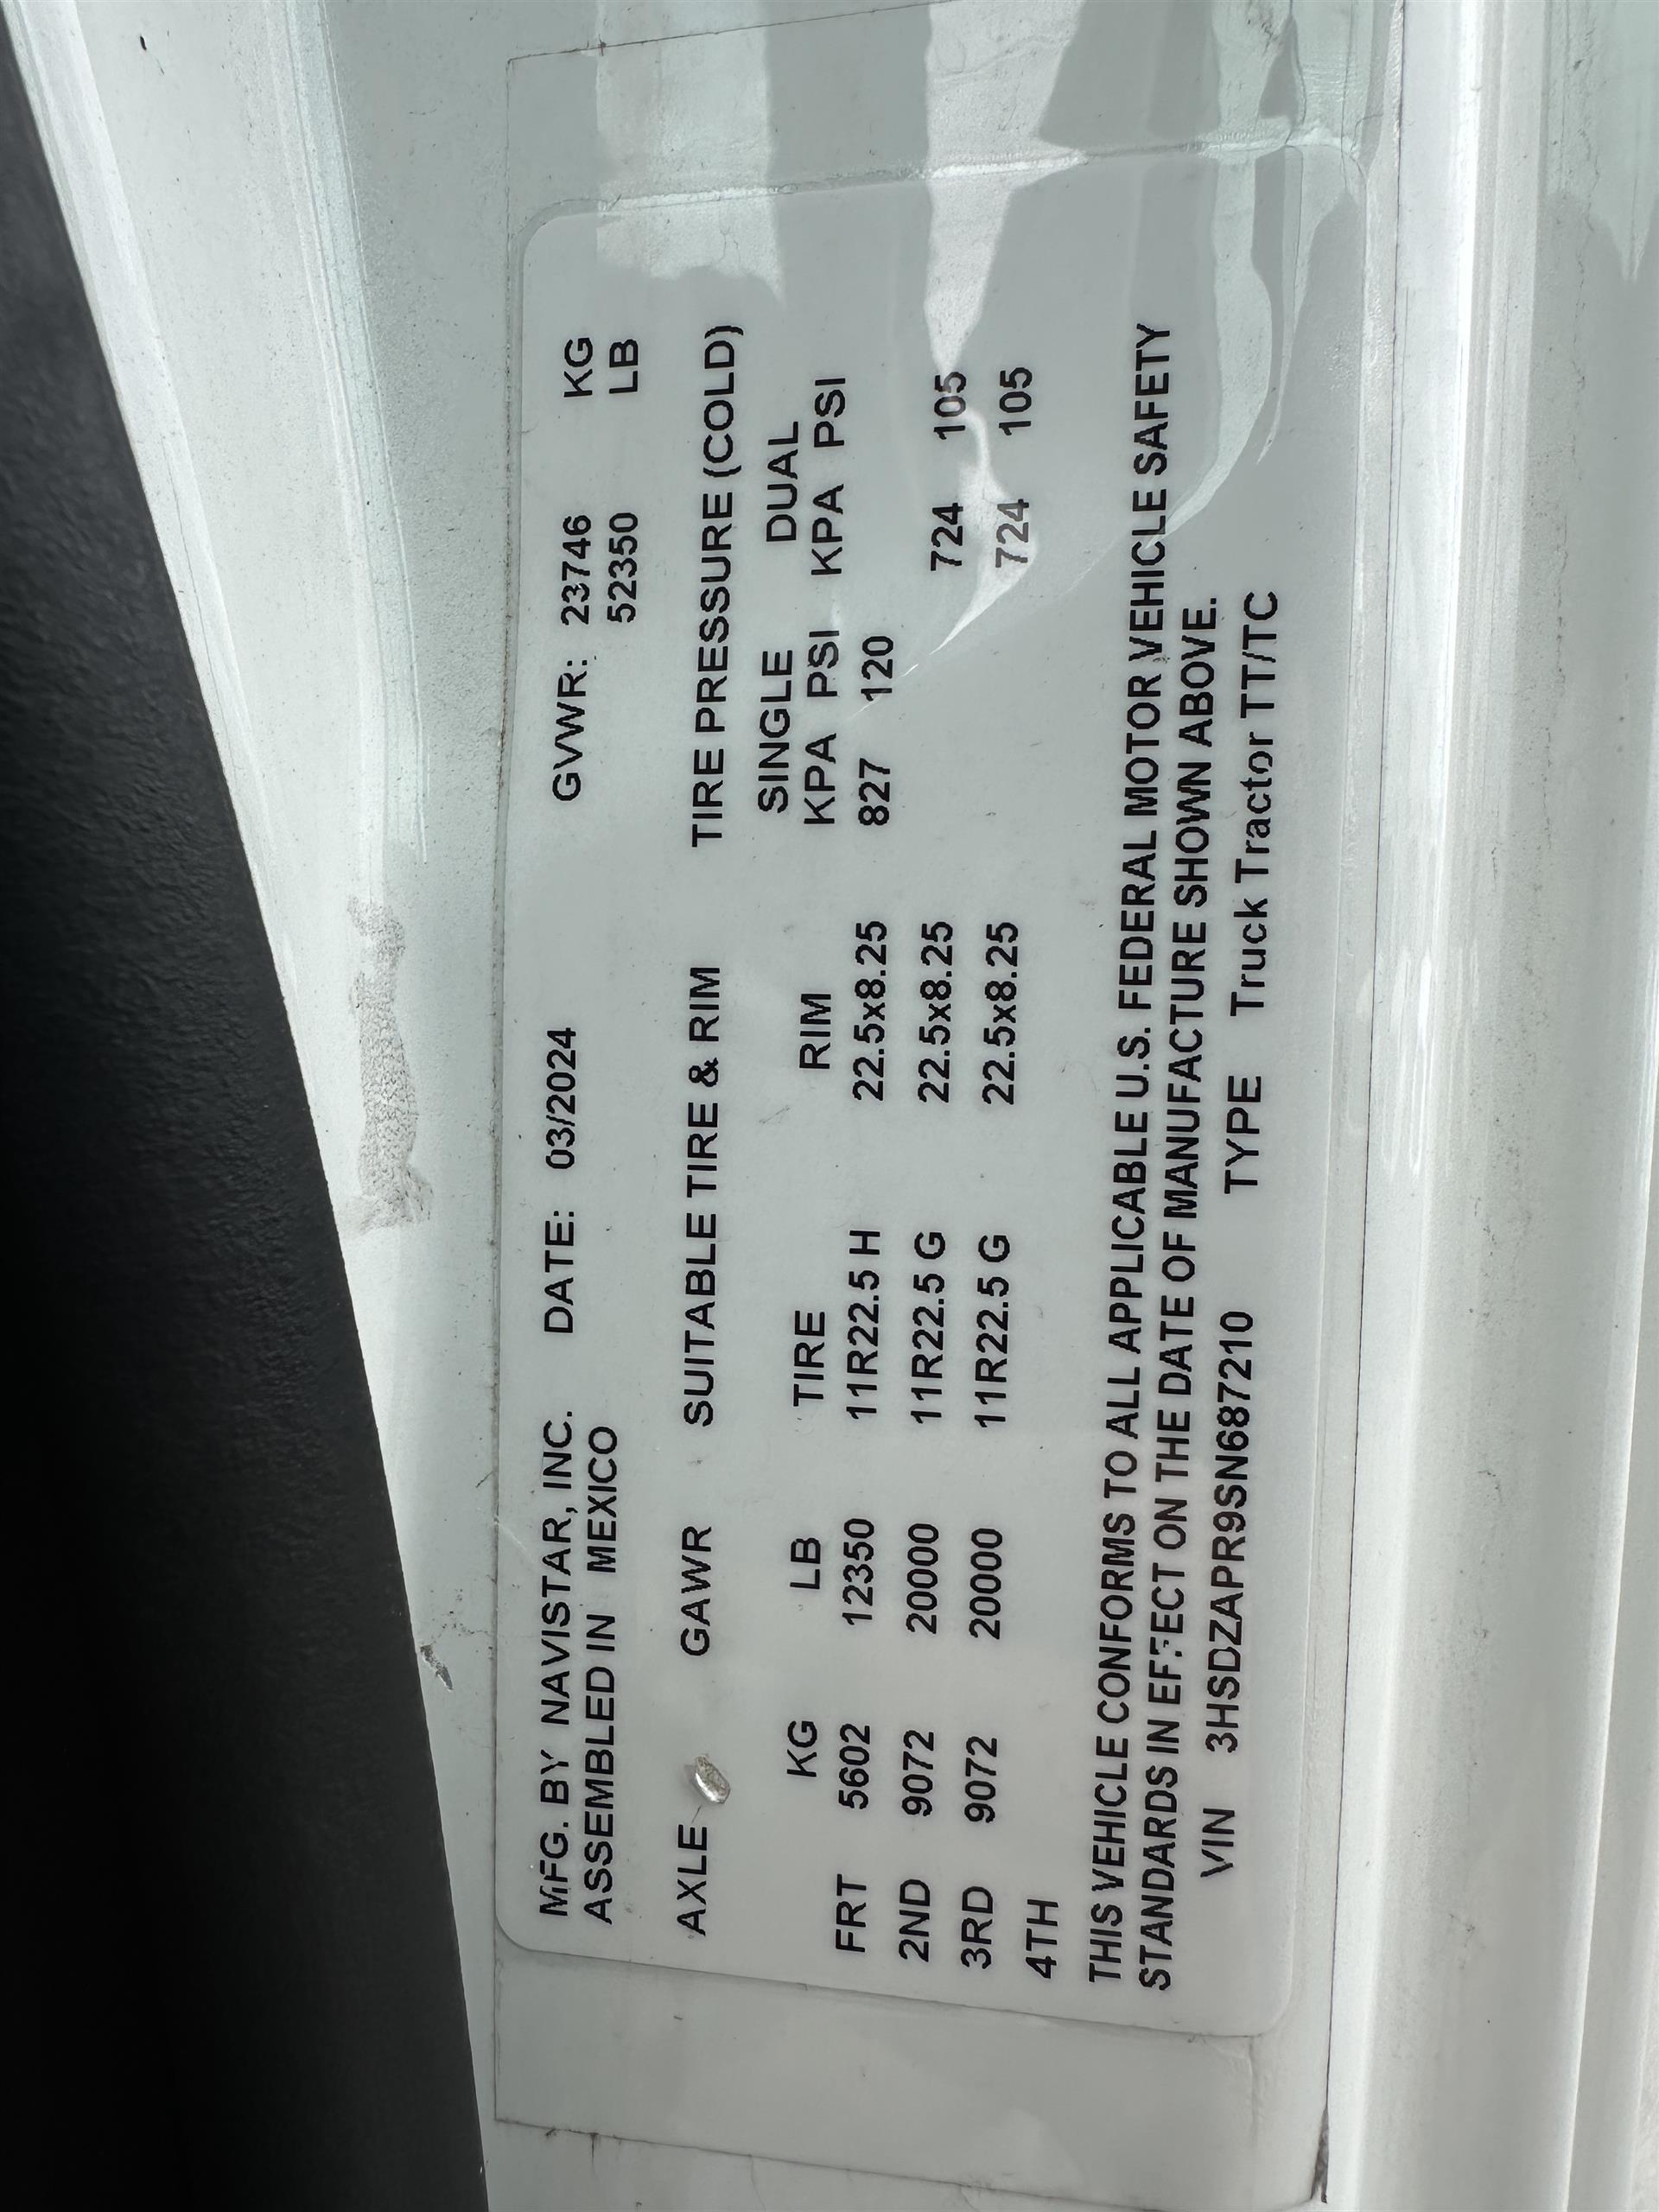 MFG. BY NAVISTAR, INC. DATE: 03/2024 GVWR: 23746 KG
ASSEMBLED IN MEXICO 52350 LB
AXLE GAWR SUITABLE TIRE & RIM TIRE PRESSURE (COLD)
SINGLE DUAL
KG LB TIRE RIM KPA PSI KPA PSI
FRT 5602 12350 11R22.5 H 22.5x8.25 827 120
2ND 9072 20000 11R22.5 G 22.5x8.25 724 105
3RD 9072 20000 11R22.5 G 22.5x8.25 724 105
4TH
THIS VEHICLE CONFORMS TO ALL APPLICABLE U.S. FEDERAL MOTOR VEHICLE SAFETY
STANDARDS IN EFFECT ON THE DATE OF MANUFACTURE SHOWN ABOVE.
VIN 3HSDZAPR9SN687210 TYPE Truck Tractor TT/TC